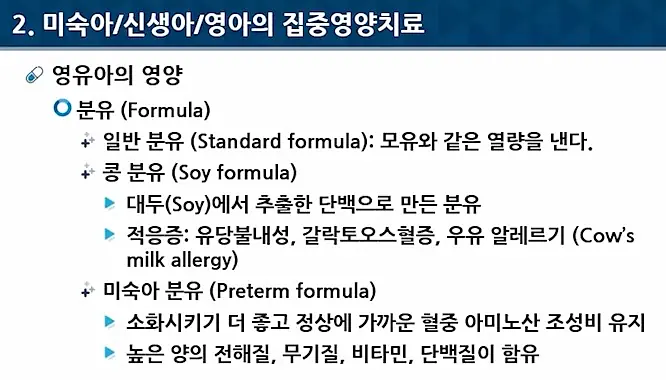 2. 미숙아/신생아/영아의 집중영양치료
영유아의 영양
분유 (Formula)
일반 분유 (Standard formula): 모유와 같은 열량을 낸다.
콩 분유 (Soy formula)
대두(Soy)에서 추출한 단백으로 만든 분유
적응증: 유당불내성, 갈락토오스혈증, 우유 알레르기 (Cow's
milk allergy)
미숙아 분유 (Preterm formula)
소화시키기 더 좋고 정상에 가까운 혈중 아미노산 조성비 유지
높은 양의 전해질, 무기질, 비타민, 단백질이 함유